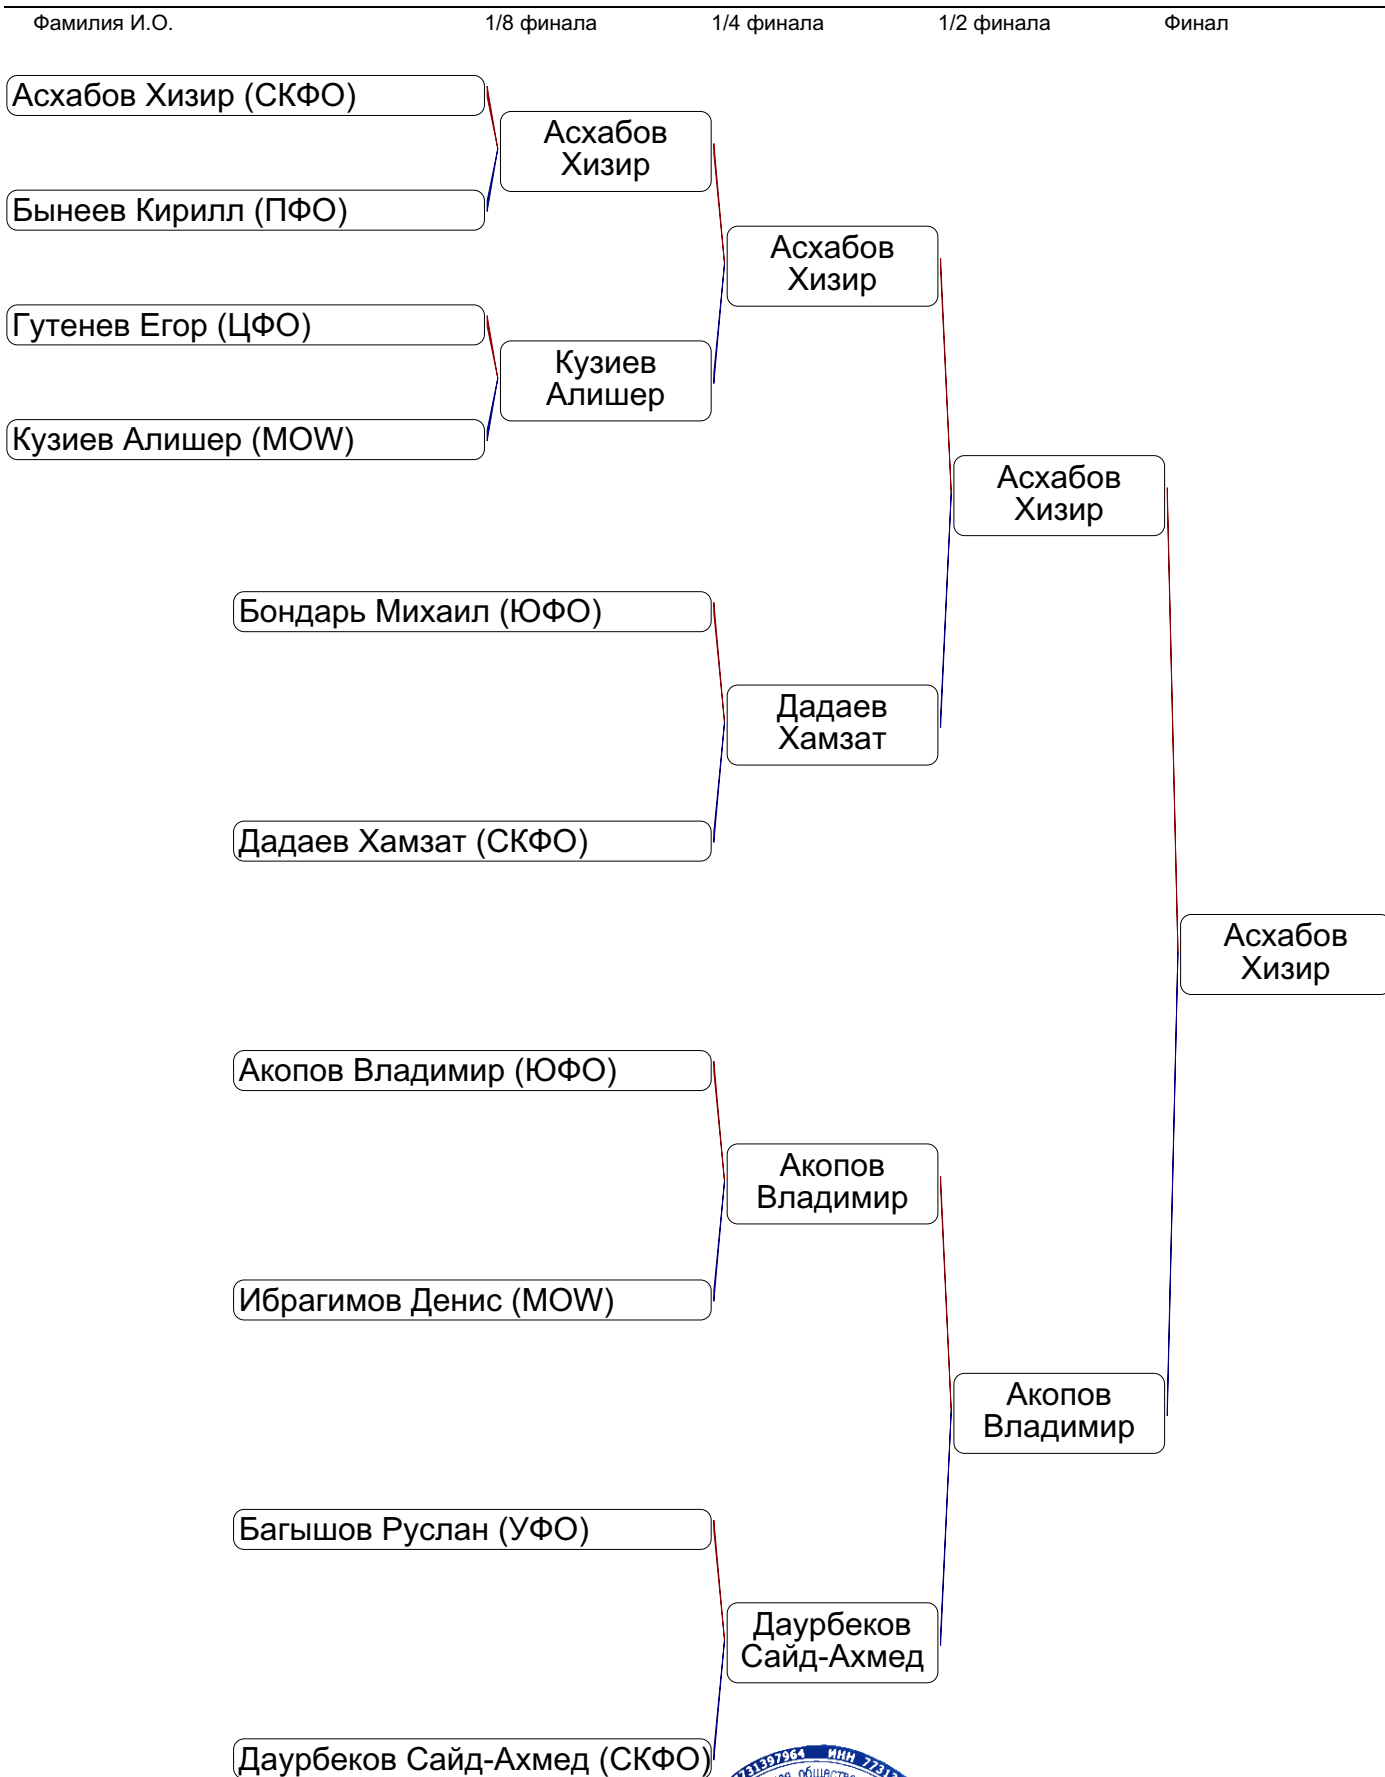 Фамилия И.О. 1/8 финала 1/4 финала 1/2 финала Финал
Асхабов Хизир (СКФО)
Асхабов
Хизир
Бынеев Кирилл (ПФО)
Асхабов
Хизир
Гутенев Егор (ЦФО)
Кузиев
Алишер
Кузиев Алишер (MOW)
Асхабов
Хизир
Бондарь Михаил (ЮФО)
Дадаев
Хамзат
Дадаев Хамзат (СКФО)
Асхабов
Хизир
Акопов Владимир (ЮФО)
Акопов
Владимир
Ибрагимов Денис (MOW)
Акопов
Владимир
Багышов Руслан (УФО)
Даурбеков
Сайд-Ахмед
Даурбеков Сайд-Ахмед (СКФО)
ИНН